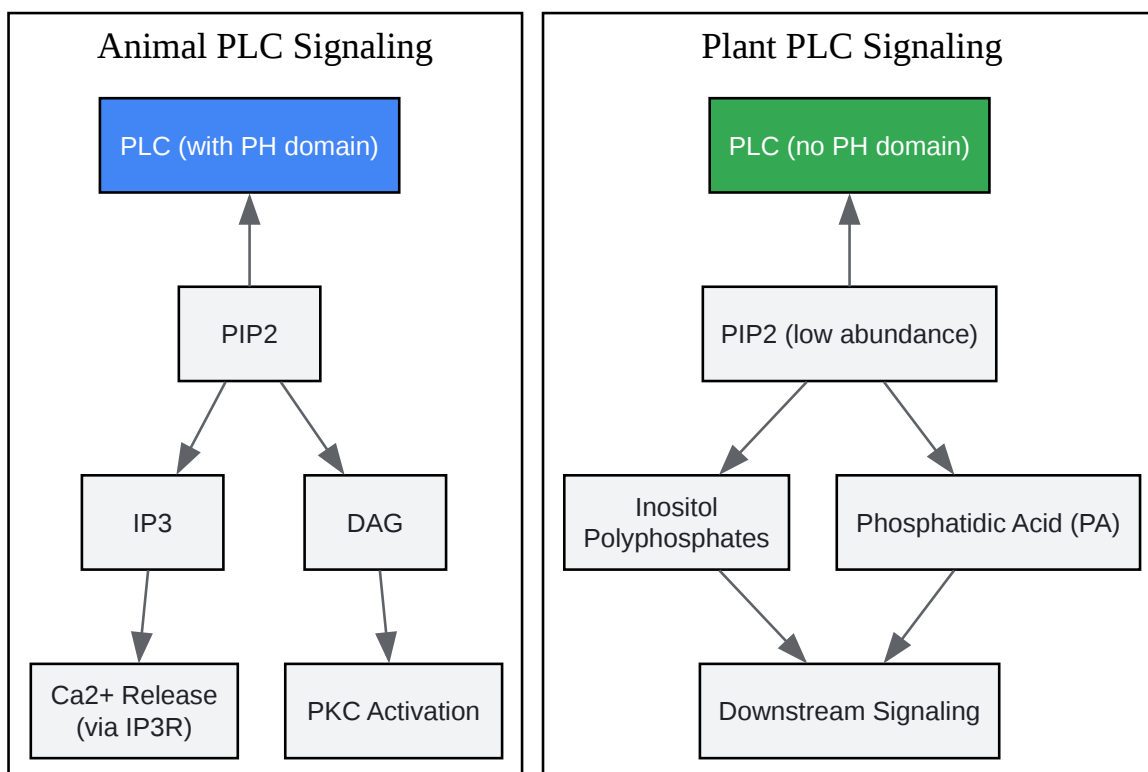 Animal PLC Signaling
PLC (with PH domain)
PIP2
IP3
DAG
Ca2+ Release
(via IP3R)
PKC Activation
Plant PLC Signaling
PLC (no PH domain)
PIP2 (low abundance)
Inositol
Polyphosphates
Phosphatidic Acid (PA)
Downstream Signaling